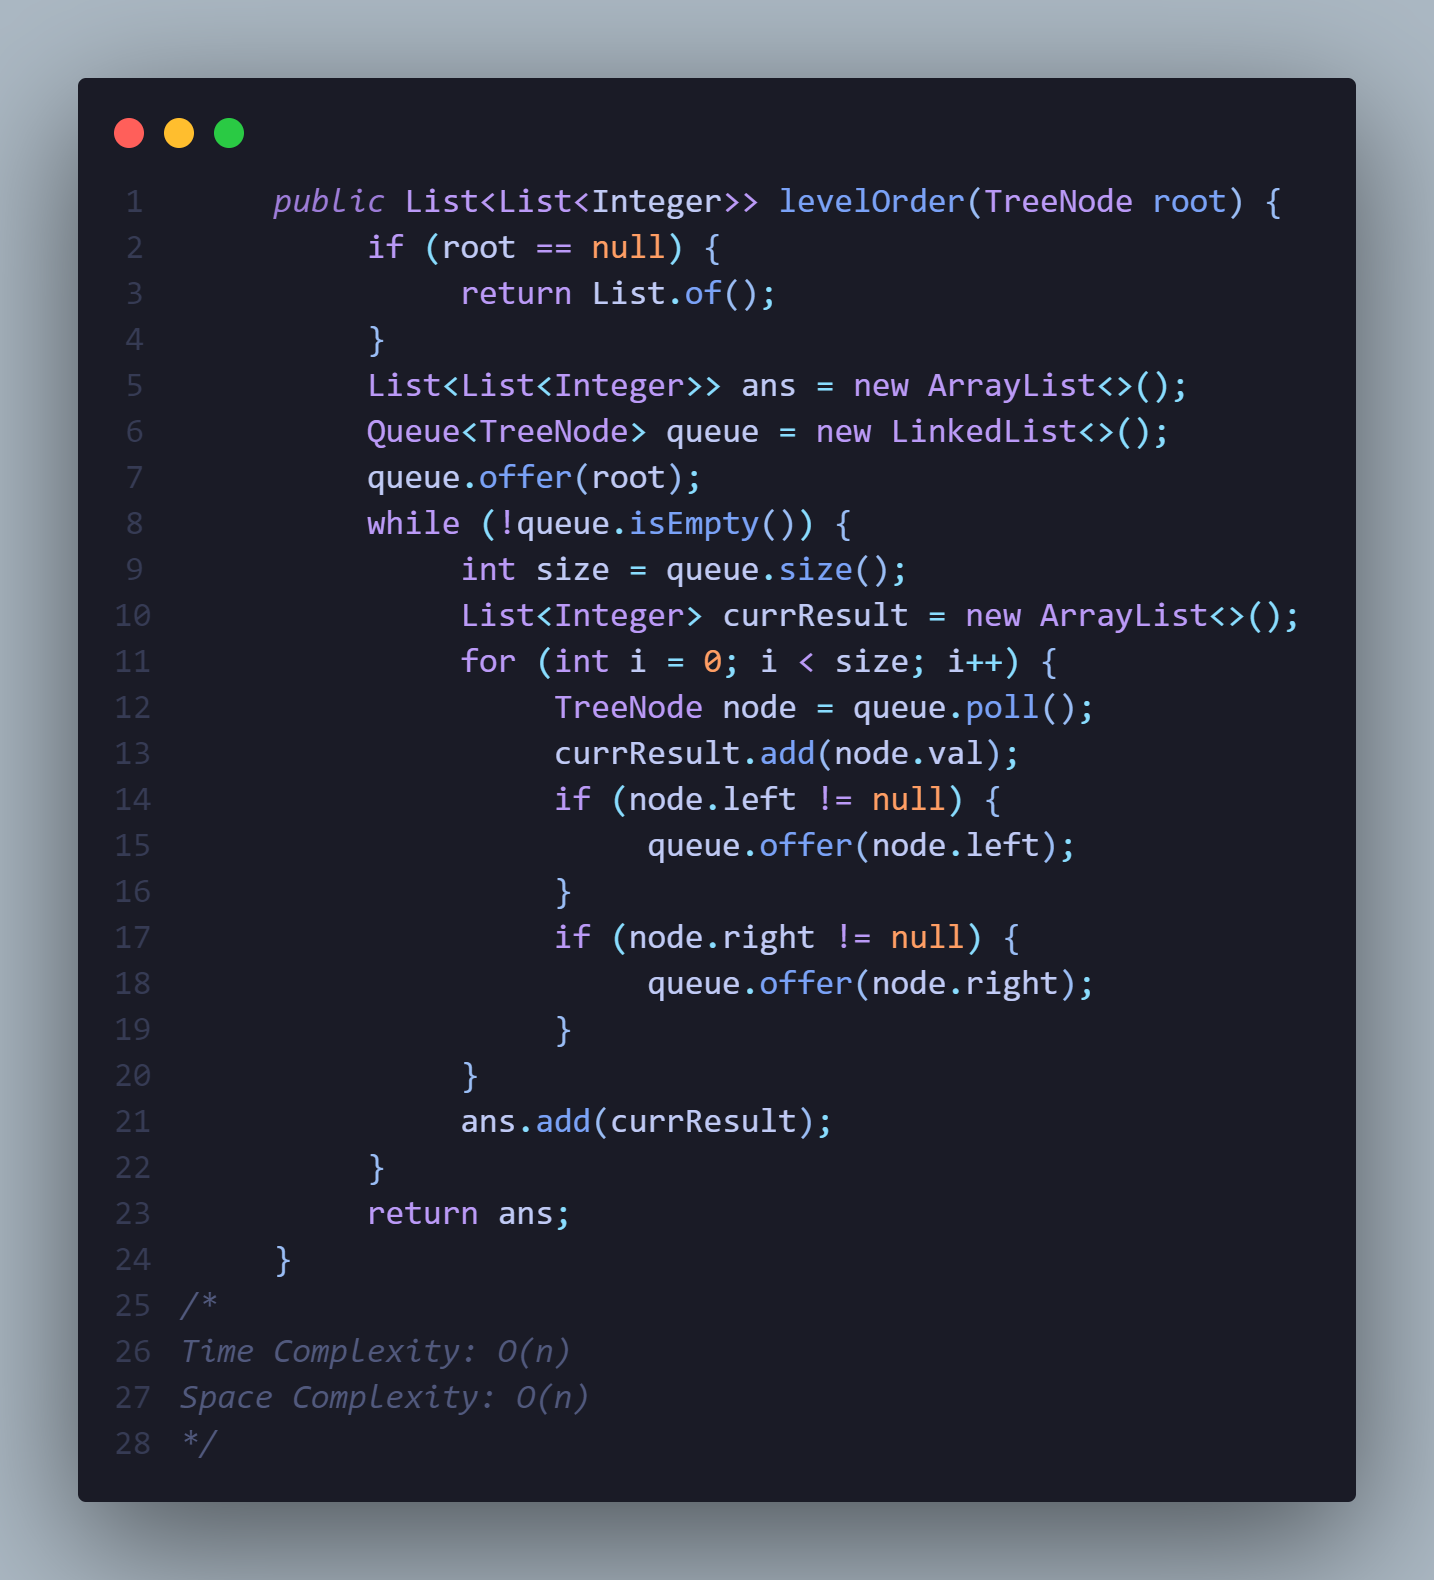 1 public List<List<Integer>> levelOrder(TreeNode root) {
2 if (root == null) {
3 return List.of();
4 }
5 List<List<Integer>> ans = new ArrayList<>();
6 Queue<TreeNode> queue = new LinkedList<>();
7 queue.offer(root);
8 while (!queue.isEmpty()) {
9 int size = queue.size();
10 List<Integer> currResult = new ArrayList<>();
11 for (int i = 0; i < size; i++) {
12 TreeNode node = queue.poll();
13 currResult.add(node.val);
14 if (node.left != null) {
15 queue.offer(node.left);
16 }
17 if (node.right != null) {
18 queue.offer(node.right);
19 }
20 }
21 ans.add(currResult);
22 }
23 return ans;
24 }
25 /*
26 Time Complexity: O(n)
27 Space Complexity: O(n)
28 */